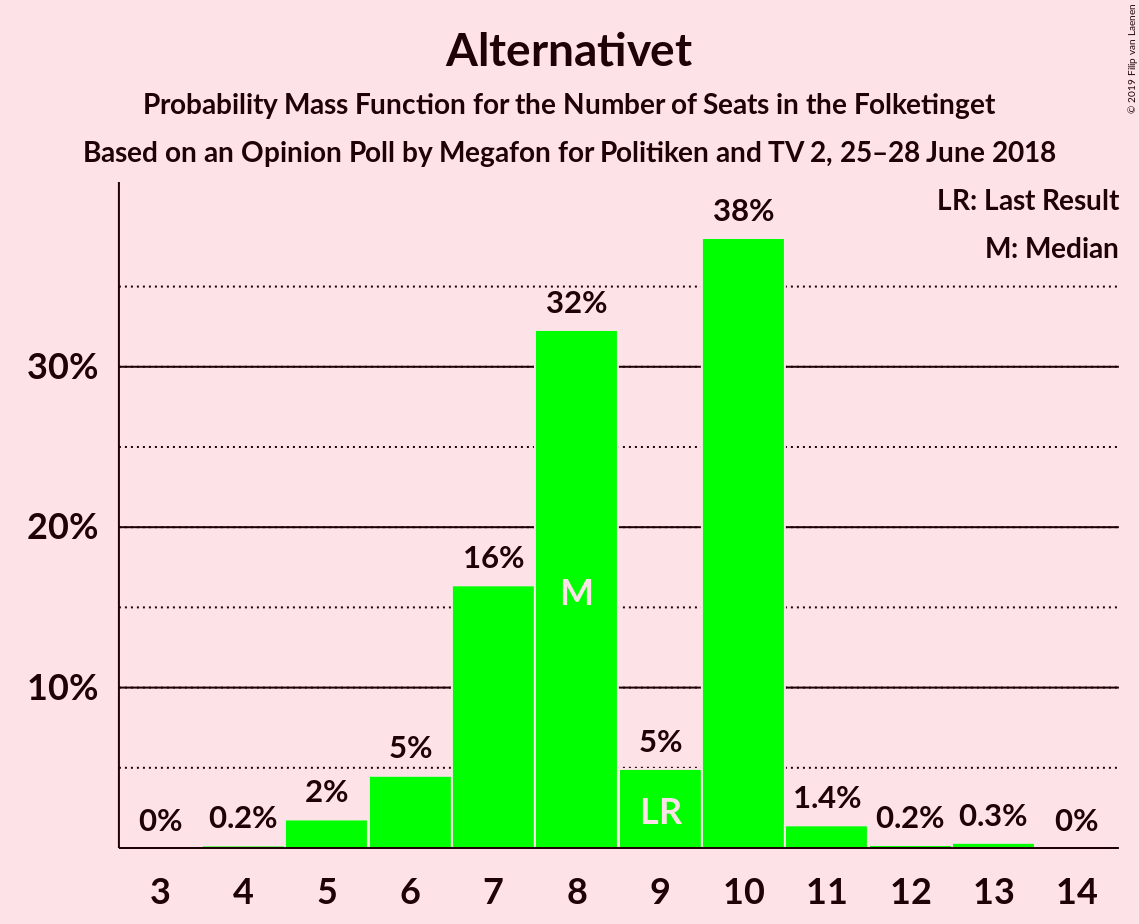 Alternativet
Probability Mass Function for the Number of Seats in the Folketinget
Based on an Opinion Poll by Megafon for Politiken and TV 2, 25–28 June 2018
© 2019 Filip van Laenen
LR: Last Result
M: Median
38%
32%
30%
20%
16%
M
10%
5%
5%
2%
1.4%
LR
0%
0.2%
0.2%
0.3%
0%
3 4 5 6 7 8 9 10 11 12 13 14